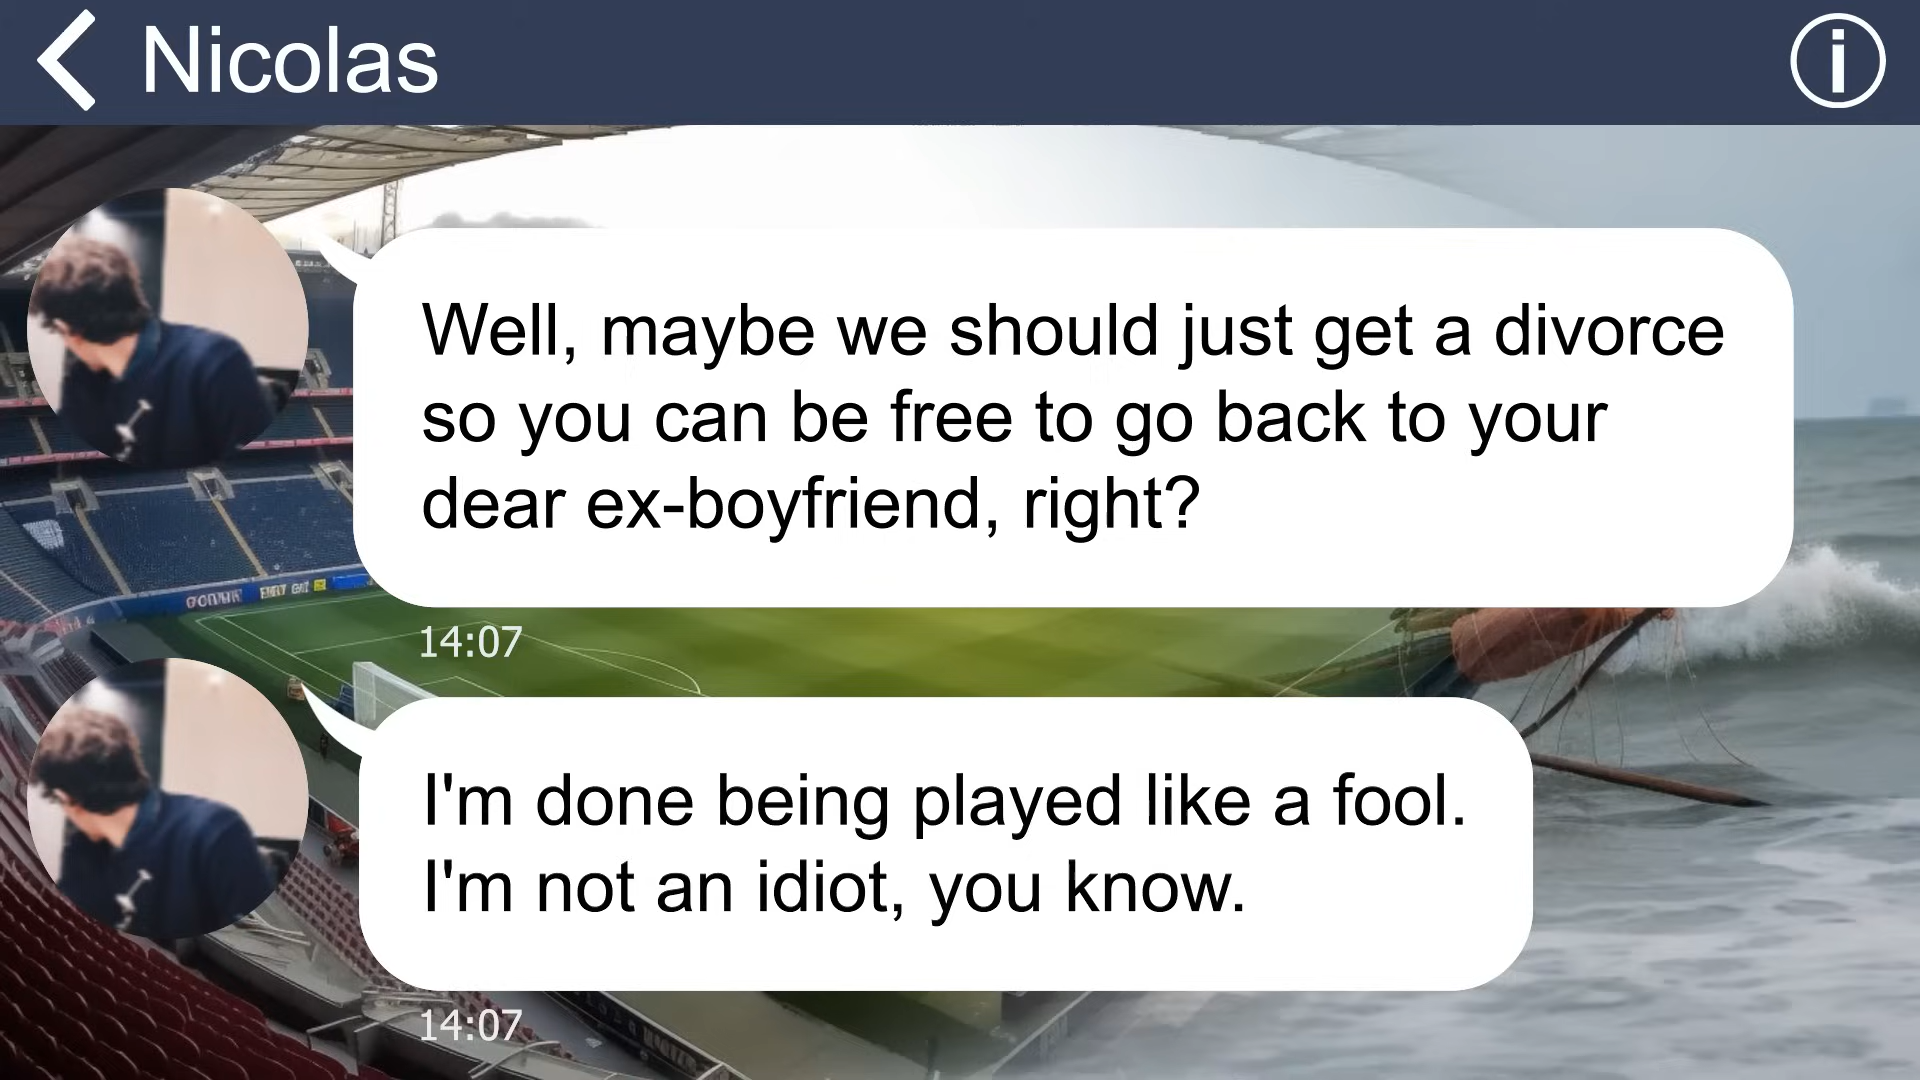 Nicolas
Well, maybe we should just get a divorce
so you can be free to go back to your
dear ex-boyfriend, right?
14:07
I'm done being played like a fool.
I'm not an idiot, you know.
14:07